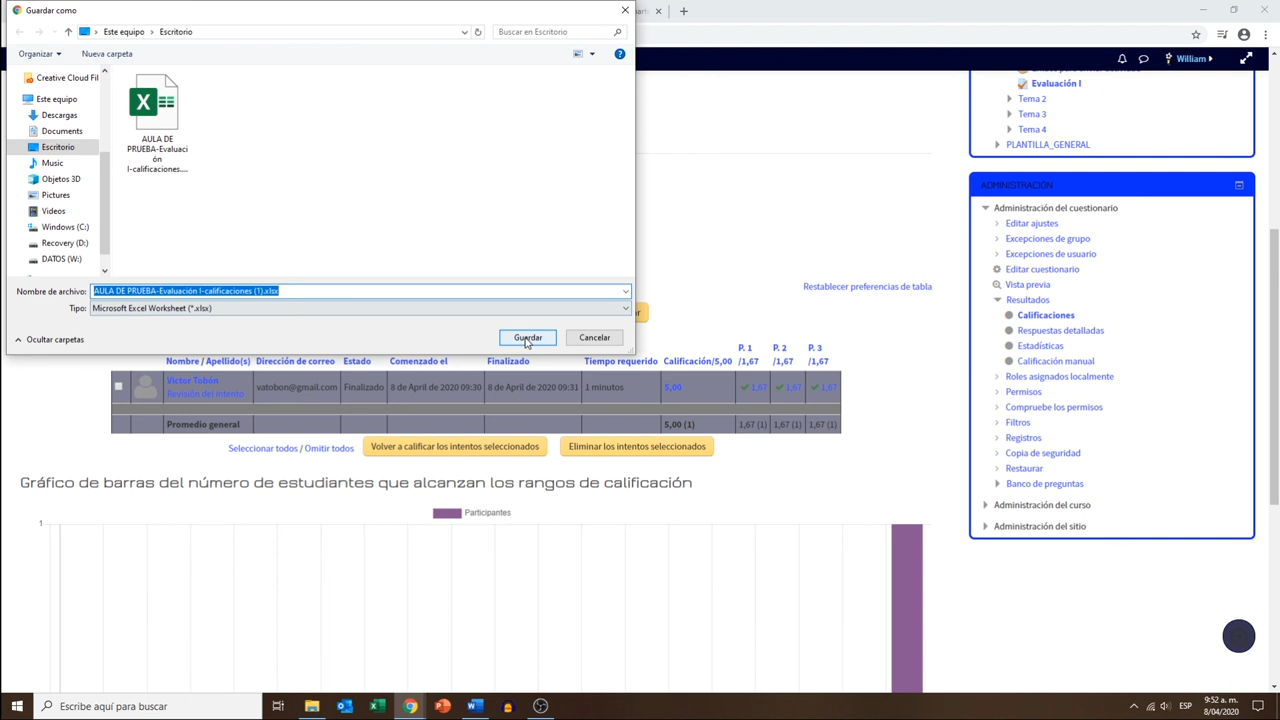 Guardar como
Este equipo > Escritorio
Buscar en Escritorio
Organizar
Nueva carpeta
William
Creative Cloud Fil
Este equipo
Descargas
Documents
Escritorio
Music
Objetos 3D
Pictures
Videos
Windows (C:)
Recovery (D:)
DATOS (W:)
AULA DE
PRUEBA-Evaluaci
ón
I-calificaciones....
Nombre de archivo:
AULA DE PRUEBA-Evaluación I-calificaciones (1).xlsx
Tipo:
Microsoft Excel Worksheet (*.xlsx)
Ocultar carpetas
Guardar
Cancelar
Evaluación I
Tema 2
Tema 3
Tema 4
PLANTILLA_GENERAL
ADMINISTRACIÓN
Administración del cuestionario
Editar ajustes
Excepciones de grupo
Excepciones de usuario
Editar cuestionario
Vista previa
Resultados
Calificaciones
Respuestas detalladas
Estadísticas
Calificación manual
Roles asignados localmente
Permisos
Compruebe los permisos
Filtros
Registros
Copia de seguridad
Restaurar
Banco de preguntas
Administración del curso
Administración del sitio
Restablecer preferencias de tabla
Nombre / Apellido(s) Dirección de correo Estado Comenzado el Finalizado Tiempo requerido Calificación/5,00 P. 1 /1,67 P. 2 /1,67 P. 3 /1,67
Victor Tobón vatobon@gmail.com Finalizado 8 de April de 2020 09:30 8 de April de 2020 09:31 1 minutos 5,00 1,67 1,67 1,67
Revisión del intento
Promedio general 5,00 (1) 1,67 (1) 1,67 (1) 1,67 (1)
Seleccionar todos / Omitir todos
Volver a calificar los intentos seleccionados
Eliminar los intentos seleccionados
Gráfico de barras del número de estudiantes que alcanzan los rangos de calificación
Participantes
1
Escribe aquí para buscar
ESP
9:52 a. m.
8/04/2020